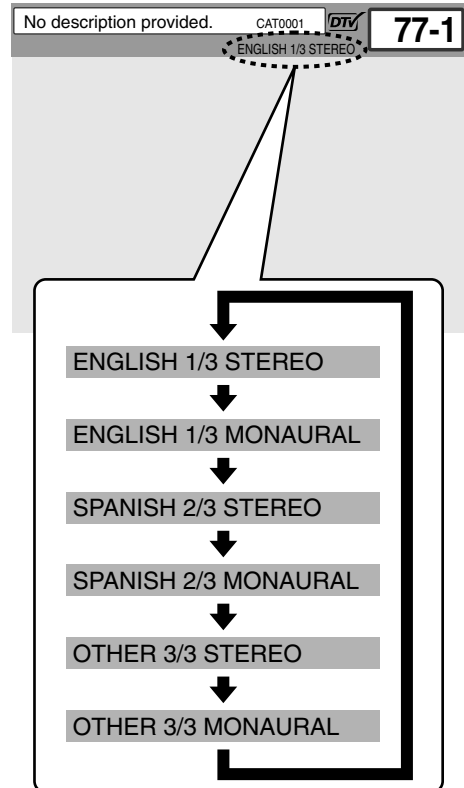 No description provided. CAT0001 DTV 77-1
ENGLISH 1/3 STEREO
ENGLISH 1/3 STEREO
ENGLISH 1/3 MONAURAL
SPANISH 2/3 STEREO
SPANISH 2/3 MONAURAL
OTHER 3/3 STEREO
OTHER 3/3 MONAURAL